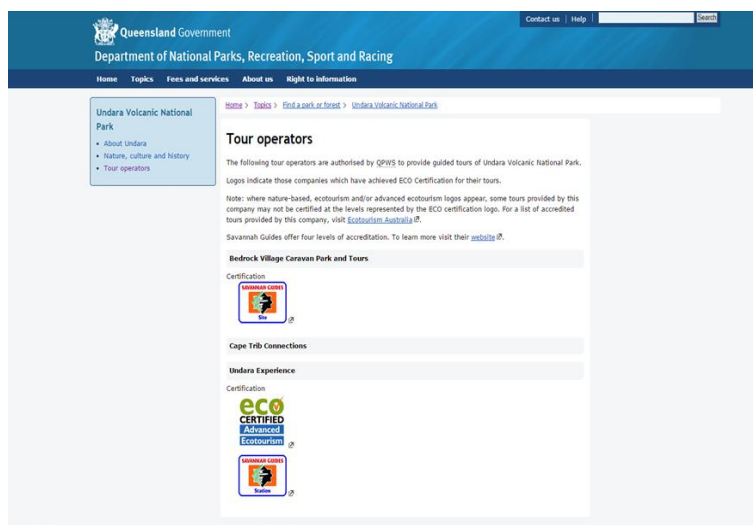 Contact us | Help | Search
Queensland Government
Department of National Parks, Recreation, Sport and Racing
Home Topics Fees and services About us Right to information
Undara Volcanic National
Park
• About Undara
• Nature, culture and history
• Tour operators
Home > Topics > Find a park or forest > Undara Volcanic National Park
Tour operators
The following tour operators are authorised by QPWS to provide guided tours of Undara Volcanic National Park.
Logos indicate those companies which have achieved ECO Certification for their tours.
Note: where nature-based, ecotourism and/or advanced ecotourism logos appear, some tours provided by this
company may not be certified at the levels represented by the ECO certification logo. For a list of accredited
tours provided by this company, visit Ecotourism Australia.
Savannah Guides offer four levels of accreditation. To learn more visit their website.
Bedrock Village Caravan Park and Tours
Certification
SAVANNAH GUIDES
Site
Cape Trib Connections
Undara Experience
Certification
eco
CERTIFIED
Advanced
Ecotourism
SAVANNAH GUIDES
Station